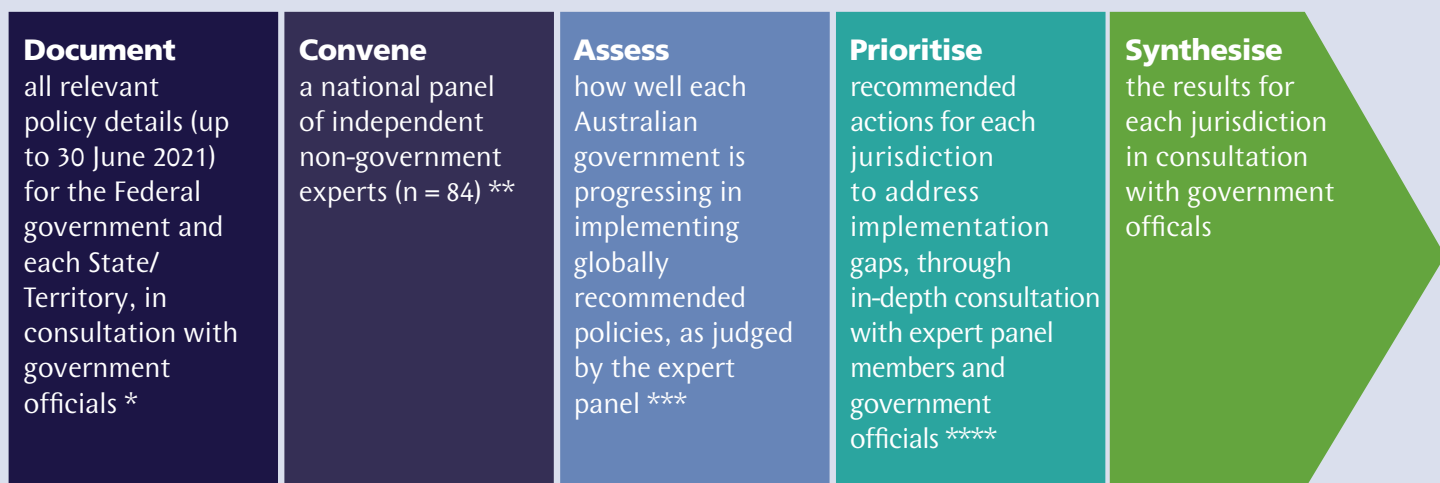 Document
all relevant
policy details (up
to 30 June 2021)
for the Federal
government and
each State/
Territory, in
consultation with
government
officials *
Convene
a national panel
of independent
non-government
experts (n = 84) **
Assess
how well each
Australian
government is
progressing in
implementing
globally
recommended
policies, as judged
by the expert
panel ***
Prioritise
recommended
actions for each
jurisdiction
to address
implementation
gaps, through
in-depth consultation
with expert panel
members and
government
officials ****
Synthesise
the results for
each jurisdiction
in consultation
with government
officals